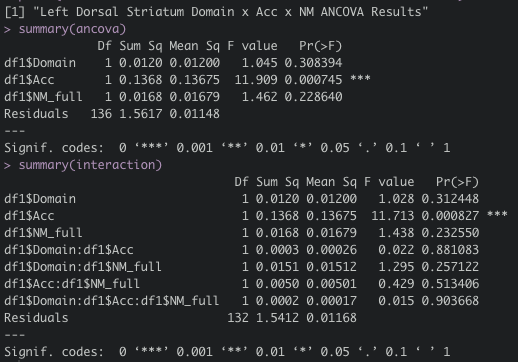 [1] "Left Dorsal Striatum Domain x Acc x NM ANCOVA Results"
> summary(ancova)
Df Sum Sq Mean Sq F value Pr(>F)
df1$Domain 1 0.0120 0.01200 1.045 0.308394
df1$Acc 1 0.1368 0.13675 11.909 0.000745 ***
df1$NM_full 1 0.0168 0.01679 1.462 0.228640
Residuals 136 1.5617 0.01148
---
Signif. codes: 0 ‘***’ 0.001 ‘**’ 0.01 ‘*’ 0.05 ‘.’ 0.1 ‘ ’ 1
> summary(interaction)
Df Sum Sq Mean Sq F value Pr(>F)
df1$Domain 1 0.0120 0.01200 1.028 0.312448
df1$Acc 1 0.1368 0.13675 11.713 0.000827 ***
df1$NM_full 1 0.0168 0.01679 1.438 0.232550
df1$Domain:df1$Acc 1 0.0003 0.00026 0.022 0.881083
df1$Domain:df1$NM_full 1 0.0151 0.01512 1.295 0.257122
df1$Acc:df1$NM_full 1 0.0050 0.00501 0.429 0.513406
df1$Domain:df1$Acc:df1$NM_full 1 0.0002 0.00017 0.015 0.903668
Residuals 132 1.5412 0.01168
---
Signif. codes: 0 ‘***’ 0.001 ‘**’ 0.01 ‘*’ 0.05 ‘.’ 0.1 ‘ ’ 1